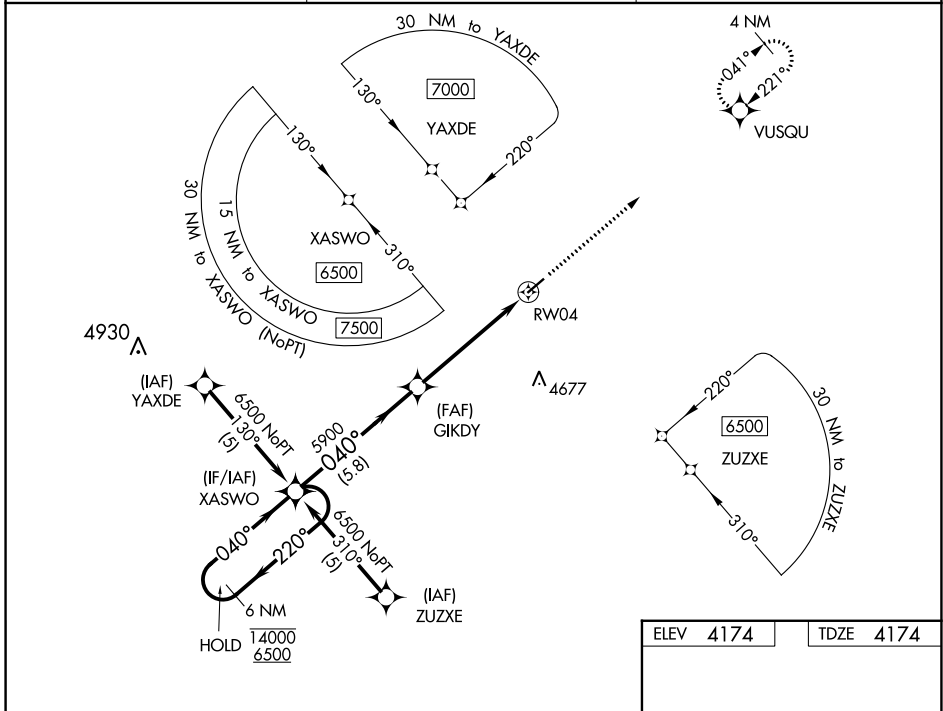 30 NM to YAXDE
4 NM
130°
7000
YAXDE
220°
041°
221°
VUSQU
130°
30 NM to XASWO (NoPT)
15 NM to XASWO
XASWO
310°
6500
7500
RW04
4930
(IAF)
YAXDE
6500 NoPT
130°
(5)
4677
(FAF)
GIKDY
5900
040°
(5.8)
220°
6500
ZUZXE
30 NM to ZUZXE
310°
(IF/IAF)
XASWO
040°
220°
6500 NoPT
310°
(5)
(IAF)
ZUZXE
6 NM
HOLD
14000
6500
ELEV 4174
TDZE 4174